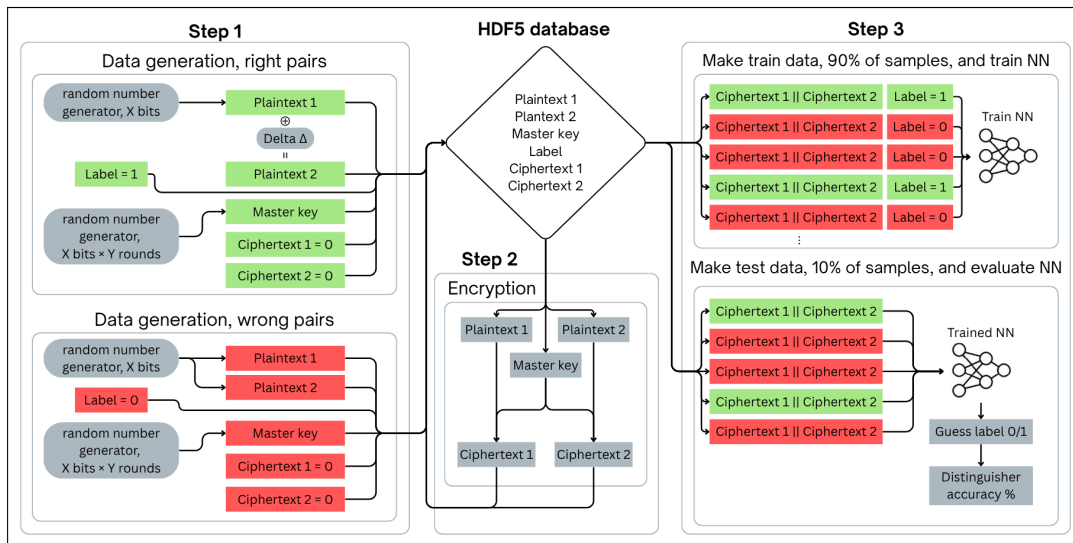 Step 1
Data generation, right pairs
random number
generator, X bits
Plaintext 1
⊕
Delta Δ
=
Label = 1
Plaintext 2
random number
generator,
X bits × Y rounds
Master key
Ciphertext 1 = 0
Ciphertext 2 = 0
Data generation, wrong pairs
random number
generator, X bits
Plaintext 1
Plaintext 2
Label = 0
random number
generator,
X bits × Y rounds
Master key
Ciphertext 1 = 0
Ciphertext 2 = 0
HDF5 database
Plaintext 1
Plantext 2
Master key
Label
Ciphertext 1
Ciphertext 2
Step 2
Encryption
Plaintext 1
Plaintext 2
Master key
Ciphertext 1
Ciphertext 2
Step 3
Make train data, 90% of samples, and train NN
Ciphertext 1 || Ciphertext 2 Label = 1
Ciphertext 1 || Ciphertext 2 Label = 0
Ciphertext 1 || Ciphertext 2 Label = 0
Ciphertext 1 || Ciphertext 2 Label = 1
Ciphertext 1 || Ciphertext 2 Label = 0
...
Train NN
Make test data, 10% of samples, and evaluate NN
Ciphertext 1 || Ciphertext 2
Ciphertext 1 || Ciphertext 2
Ciphertext 1 || Ciphertext 2
Ciphertext 1 || Ciphertext 2
Ciphertext 1 || Ciphertext 2
Trained NN
Guess label 0/1
Distinguisher
accuracy %